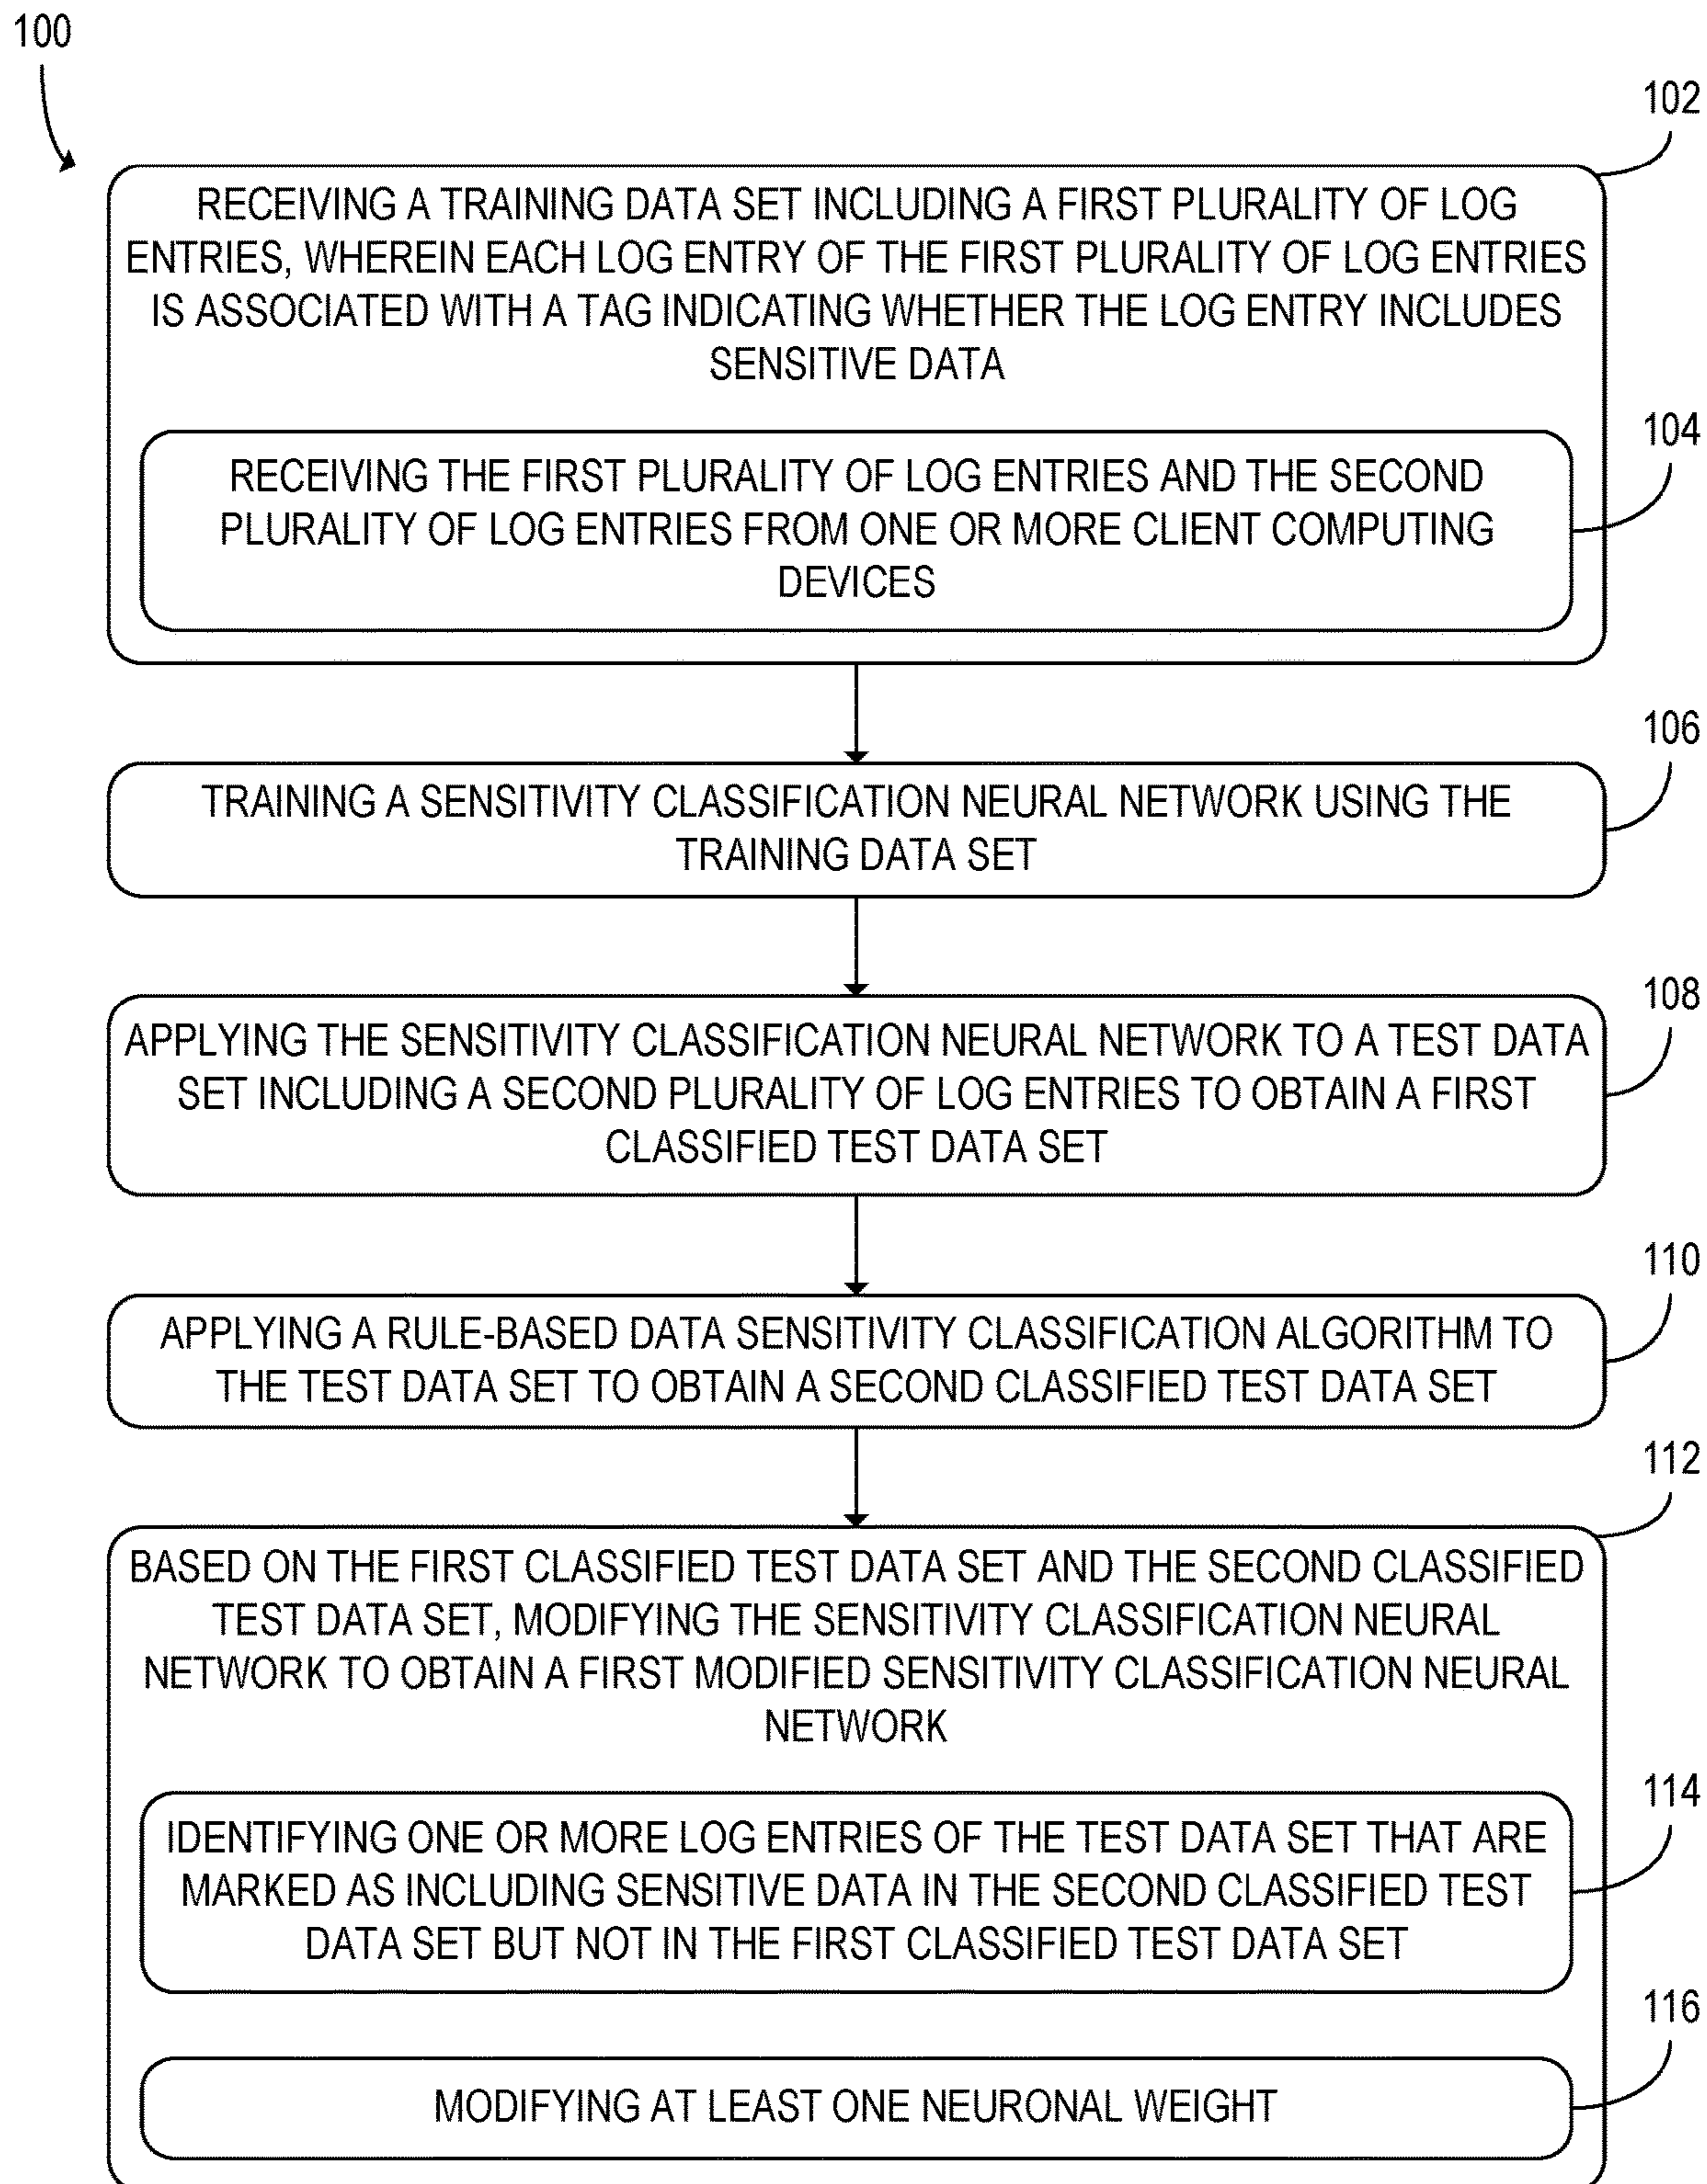 100
102
RECEIVING A TRAINING DATA SET INCLUDING A FIRST PLURALITY OF LOG
ENTRIES, WHEREIN EACH LOG ENTRY OF THE FIRST PLURALITY OF LOG ENTRIES
IS ASSOCIATED WITH A TAG INDICATING WHETHER THE LOG ENTRY INCLUDES
SENSITIVE DATA
104
RECEIVING THE FIRST PLURALITY OF LOG ENTRIES AND THE SECOND
PLURALITY OF LOG ENTRIES FROM ONE OR MORE CLIENT COMPUTING
DEVICES
106
TRAINING A SENSITIVITY CLASSIFICATION NEURAL NETWORK USING THE
TRAINING DATA SET
108
APPLYING THE SENSITIVITY CLASSIFICATION NEURAL NETWORK TO A TEST DATA
SET INCLUDING A SECOND PLURALITY OF LOG ENTRIES TO OBTAIN A FIRST
CLASSIFIED TEST DATA SET
110
APPLYING A RULE-BASED DATA SENSITIVITY CLASSIFICATION ALGORITHM TO
THE TEST DATA SET TO OBTAIN A SECOND CLASSIFIED TEST DATA SET
112
BASED ON THE FIRST CLASSIFIED TEST DATA SET AND THE SECOND CLASSIFIED
TEST DATA SET, MODIFYING THE SENSITIVITY CLASSIFICATION NEURAL
NETWORK TO OBTAIN A FIRST MODIFIED SENSITIVITY CLASSIFICATION NEURAL
NETWORK
114
IDENTIFYING ONE OR MORE LOG ENTRIES OF THE TEST DATA SET THAT ARE
MARKED AS INCLUDING SENSITIVE DATA IN THE SECOND CLASSIFIED TEST
DATA SET BUT NOT IN THE FIRST CLASSIFIED TEST DATA SET
116
MODIFYING AT LEAST ONE NEURONAL WEIGHT